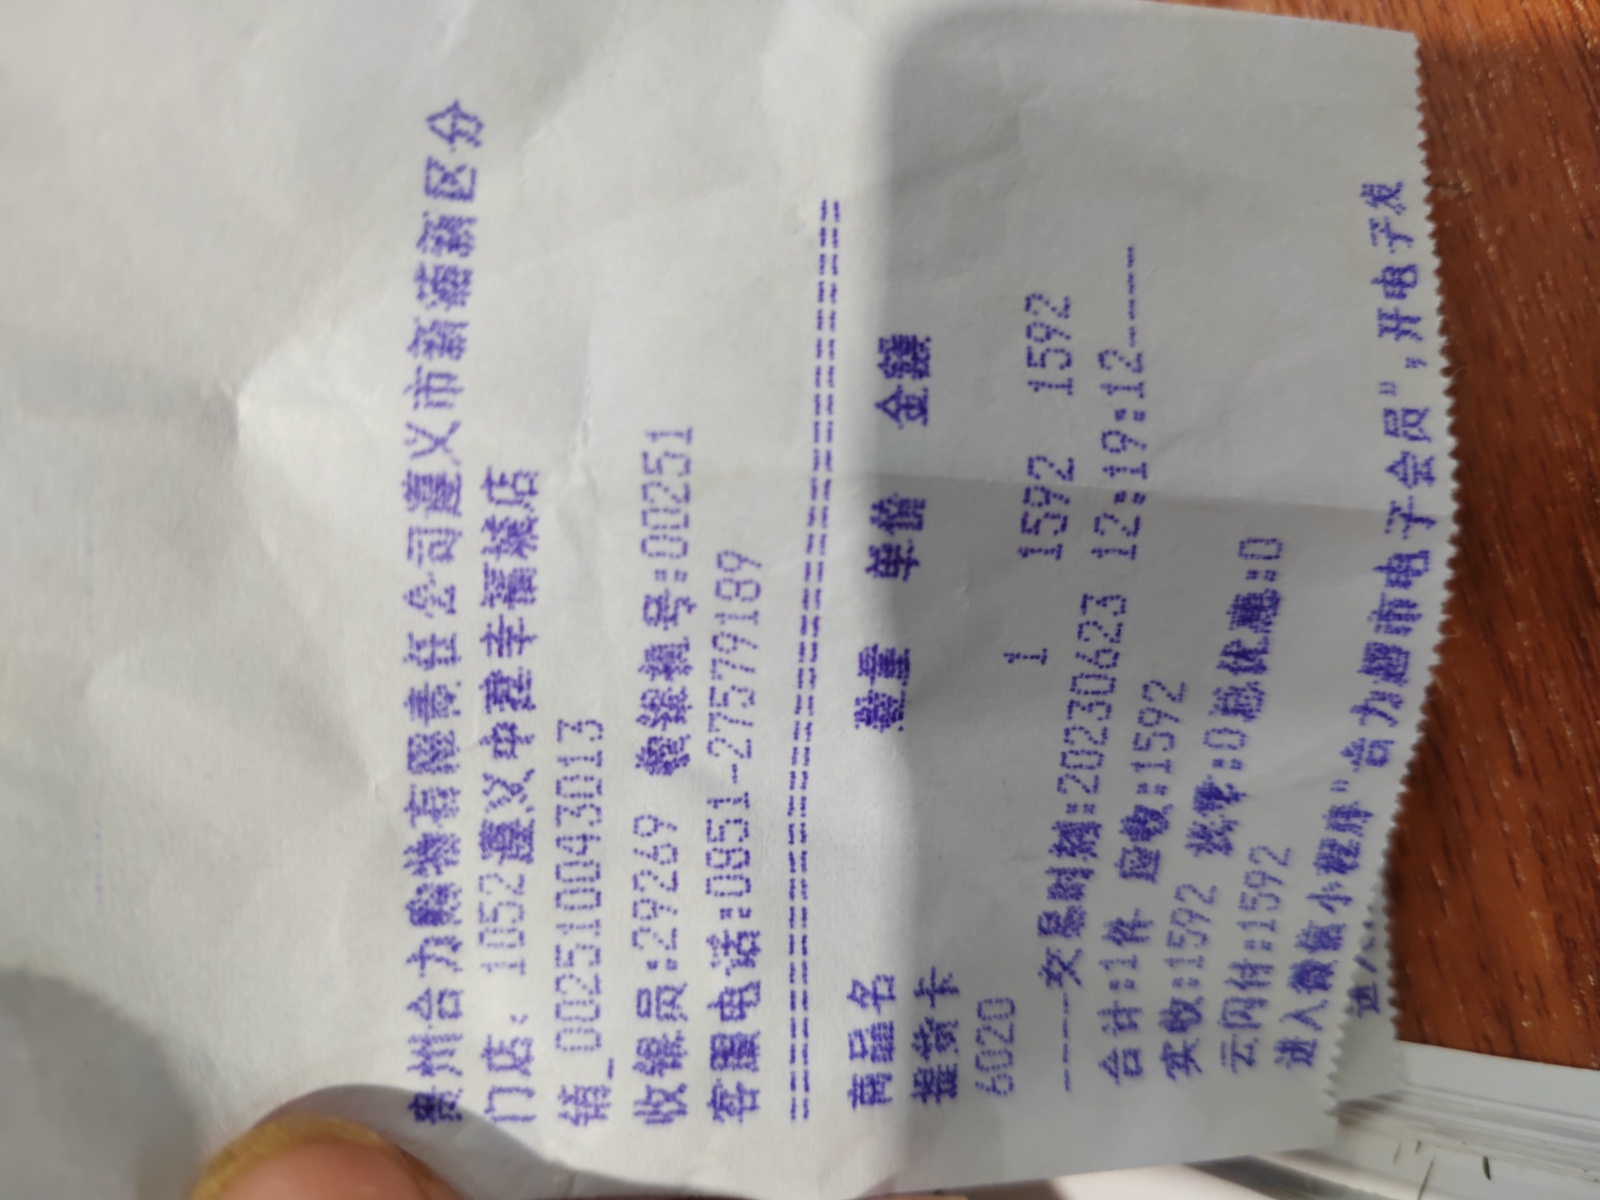 贵州合力购物有限责任公司遵义市新蒲新区分
门店: 1052遵义中建幸福城店
销_002510043013
收银员:29269 收银机号:00251
客服电话:0851-27579189
================================
商品名 数量 单价 金额
提货卡
6020 1 1592 1592
----交易时刻:20230623 12:19:12----
合计:1件 应收:1592
实收:1592 找零:0总优惠:0
云闪付:1592
进入微信小程序"合力超市电子会员",开电子发